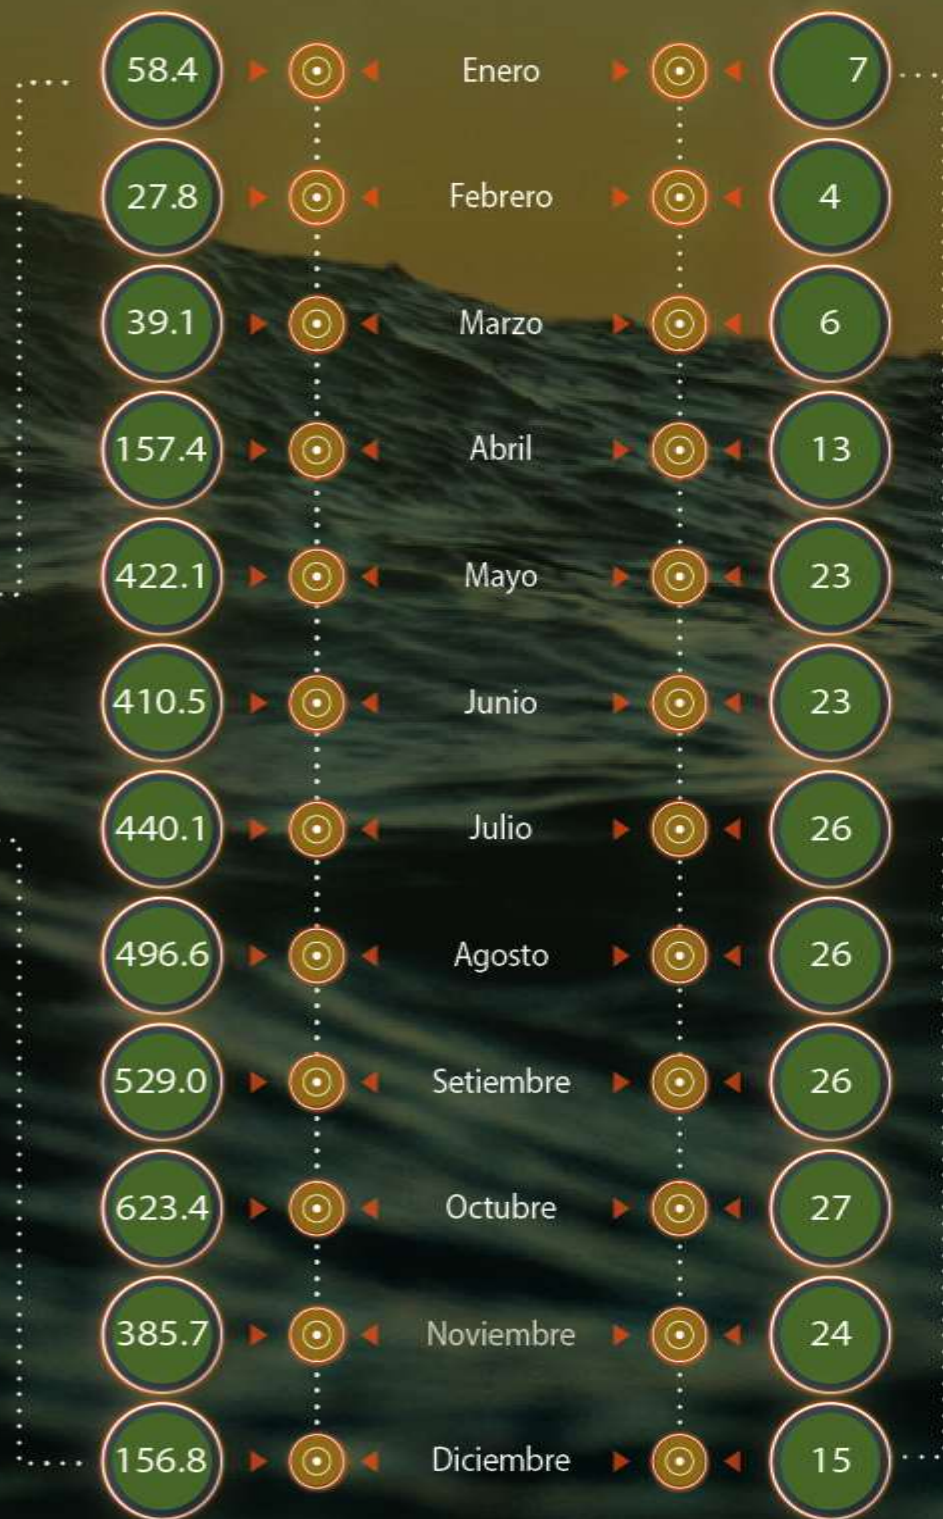 58.4 Enero 7
27.8 Febrero 4
39.1 Marzo 6
157.4 Abril 13
422.1 Mayo 23
410.5 Junio 23
440.1 Julio 26
496.6 Agosto 26
529.0 Setiembre 26
623.4 Octubre 27
385.7 Noviembre 24
156.8 Diciembre 15